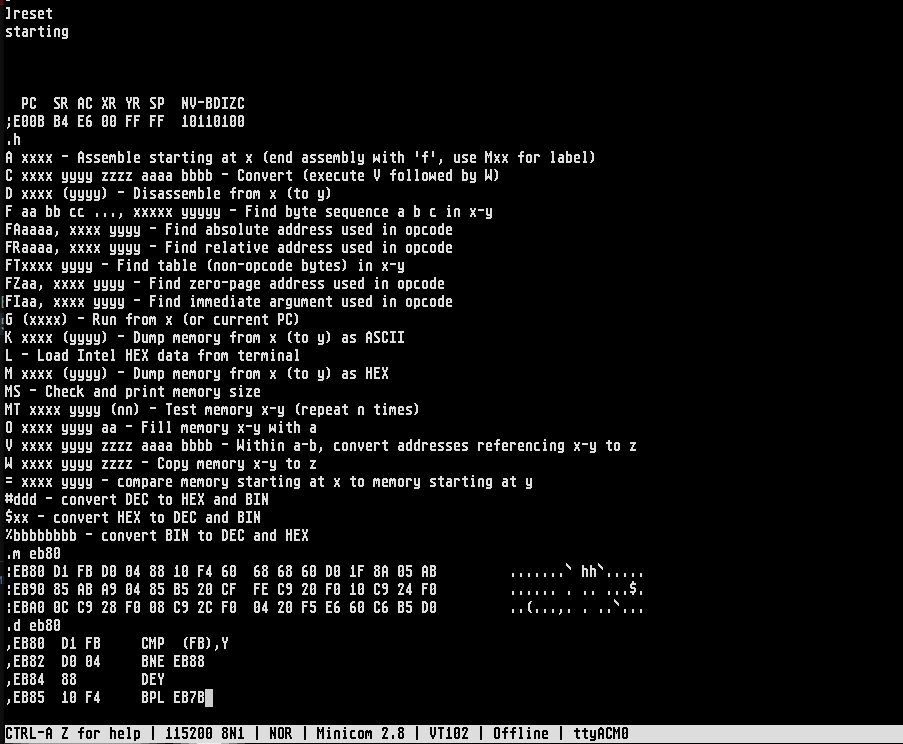 ]reset
starting
  PC  SR AC XR YR SP  NV-BDIZC
;E00B B4 E6 00 FF FF  10110100
.h
A xxxx - Assemble starting at x (end assembly with 'f', use Mxx for label)
C xxxx yyyy zzzz aaaa bbbb - Convert (execute V followed by W)
D xxxx (yyyy) - Disassemble from x (to y)
F aa bb cc ..., xxxxx yyyyy - Find byte sequence a b c in x-y
FAaaaa, xxxx yyyy - Find absolute address used in opcode
FRaaaa, xxxx yyyy - Find relative address used in opcode
FTxxxx yyyy - Find table (non-opcode bytes) in x-y
FZaa, xxxx yyyy - Find zero-page address used in opcode
FIaa, xxxx yyyy - Find immediate argument used in opcode
G (xxxx) - Run from x (or current PC)
K xxxx (yyyy) - Dump memory from x (to y) as ASCII
L - Load Intel HEX data from terminal
M xxxx (yyyy) - Dump memory from x (to y) as HEX
MS - Check and print memory size
MT xxxx yyyy (nn) - Test memory x-y (repeat n times)
O xxxx yyyy aa - Fill memory x-y with a
V xxxx yyyy zzzz aaaa bbbb - Within a-b, convert addresses referencing x-y to z
W xxxx yyyy zzzz - Copy memory x-y to z
= xxxx yyyy - compare memory starting at x to memory starting at y
#ddd - convert DEC to HEX and BIN
$xx - convert HEX to DEC and BIN
%bbbbbbbb - convert BIN to DEC and HEX
.m eb80
:EB80 D1 FB D0 04 88 10 F4 60  68 68 60 D0 1F 8A 05 AB         .......` hh`.....
:EB90 85 AB A9 04 85 B5 20 CF  FE C9 20 F0 10 C9 24 F0         ...... . .. ...$.
:EBA0 0C C9 28 F0 08 C9 2C F0  04 20 F5 E6 60 C6 B5 D0         ..(...,. . ..`...
.d eb80
,EB80  D1 FB     CMP  (FB),Y
,EB82  D0 04     BNE EB88
,EB84  88        DEY
,EB85  10 F4     BPL EB7B
CTRL-A Z for help | 115200 8N1 | NOR | Minicom 2.8 | VT102 | Offline | ttyACM0